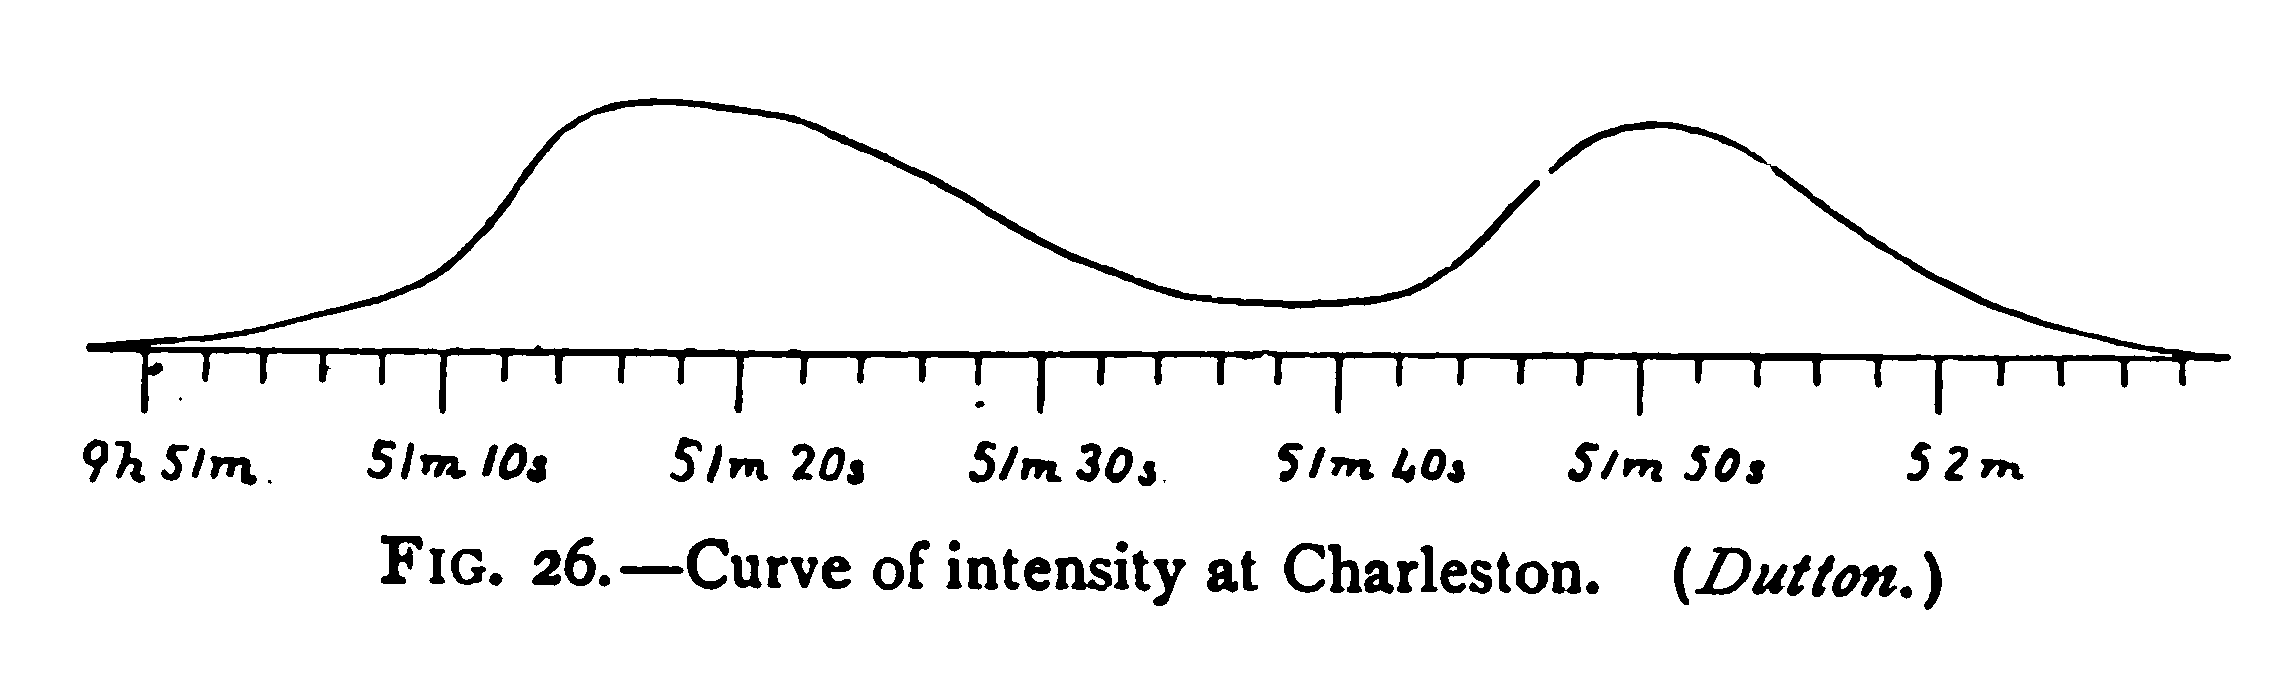 9h 51m. 51m 10s 51m 20s 51m 30s. 51m 40s 51m 50s 52m
FIG. 26.—Curve of intensity at Charleston. (Dutton.)